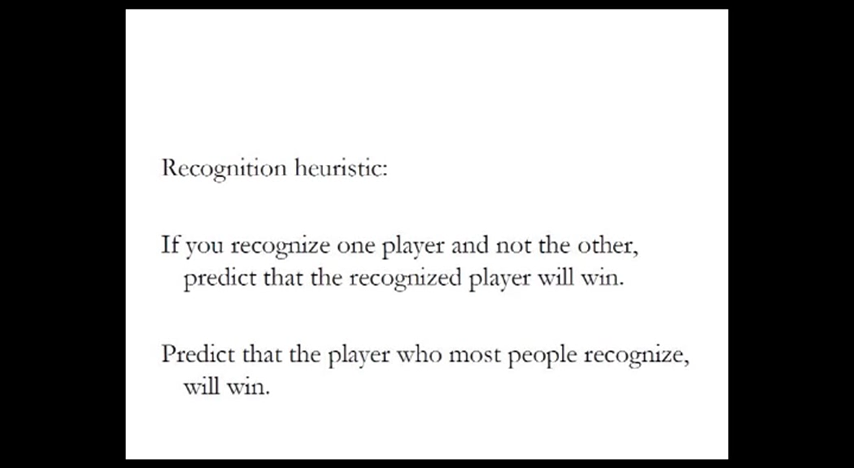 Recognition heuristic:
If you recognize one player and not the other,
predict that the recognized player will win.
Predict that the player who most people recognize,
will win.